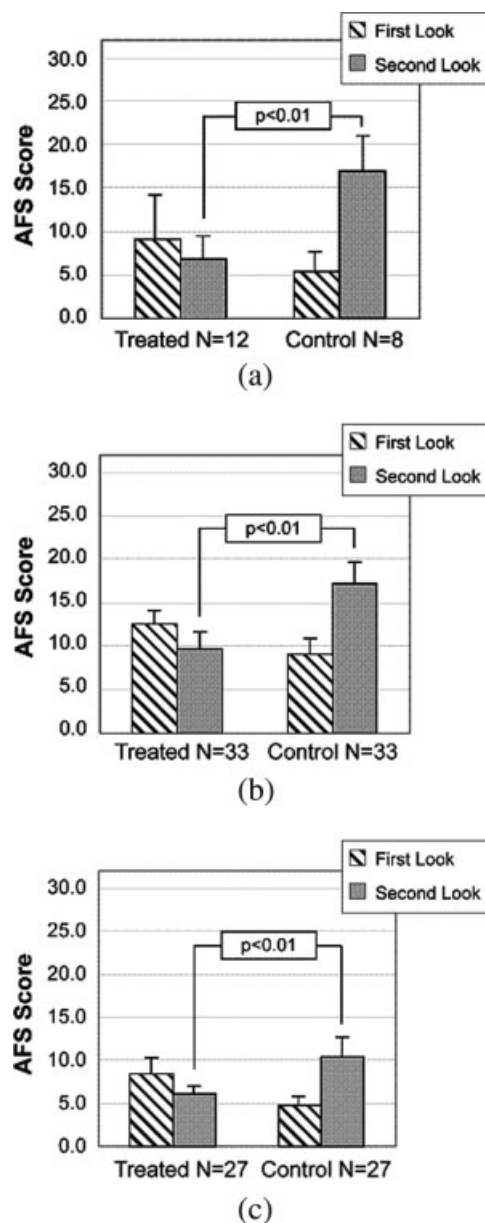 First Look
Second Look
30.0
25.0
20.0
15.0
10.0
5.0
0.0
AFS Score
p<0.01
Treated N=12 Control N=8
(a)
First Look
Second Look
30.0
25.0
20.0
15.0
10.0
5.0
0.0
AFS Score
p<0.01
Treated N=33 Control N=33
(b)
First Look
Second Look
30.0
25.0
20.0
15.0
10.0
5.0
0.0
AFS Score
p<0.01
Treated N=27 Control N=27
(c)